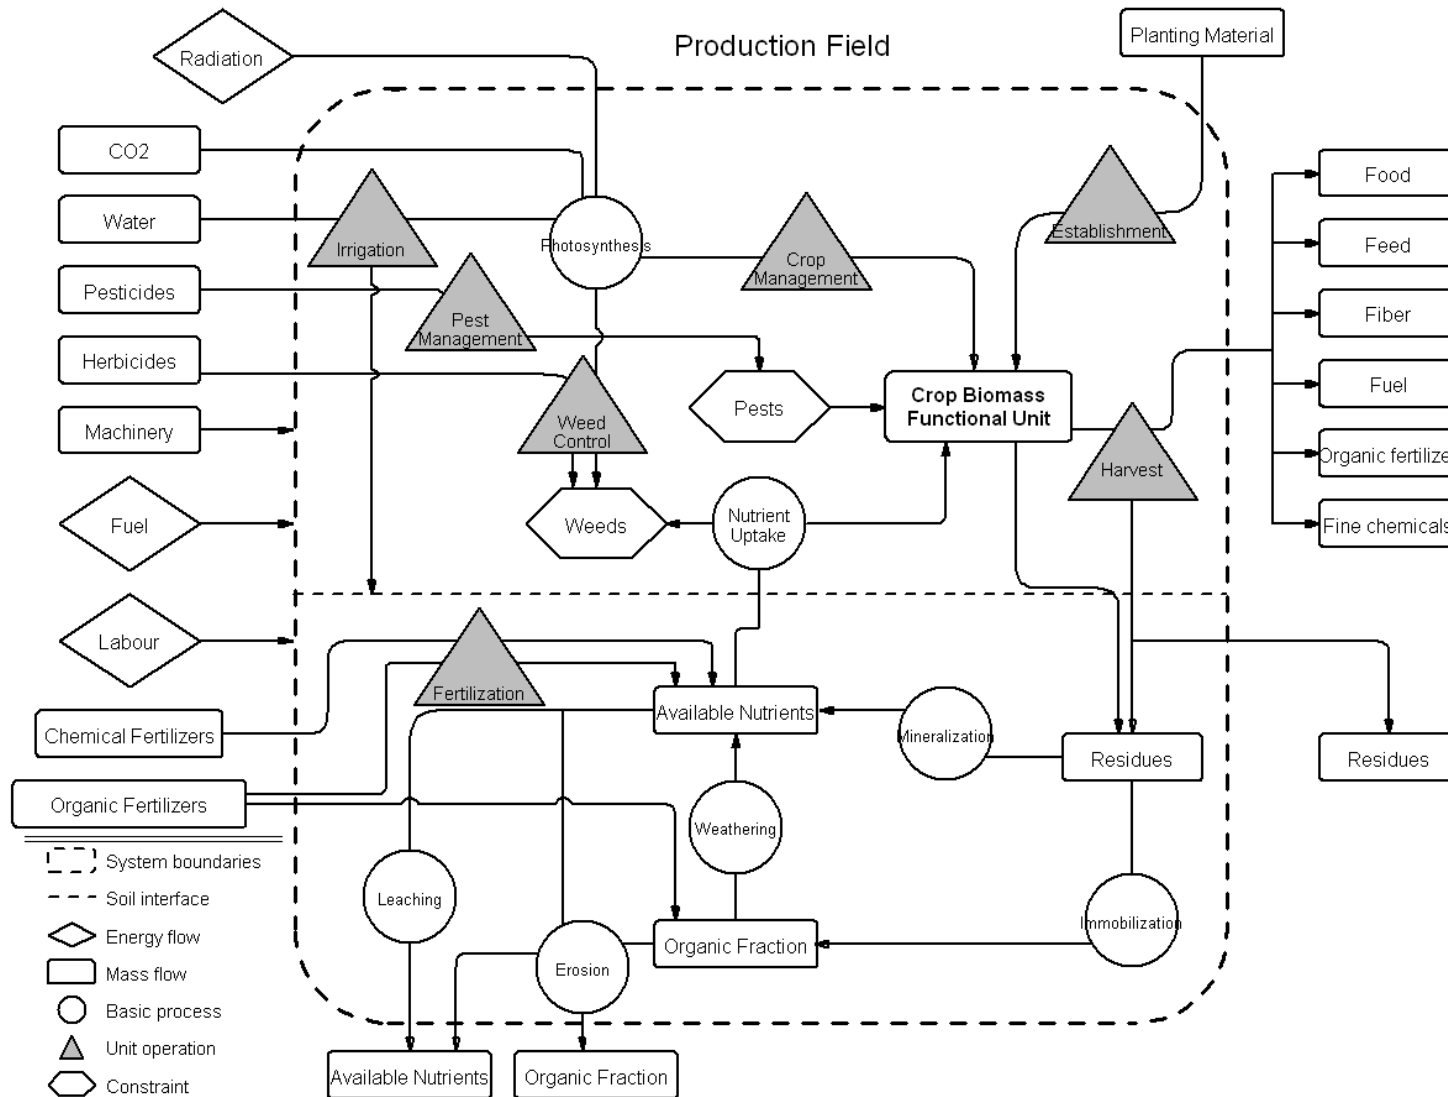 Production Field
Planting Material
Radiation
CO2
Water
Pesticides
Herbicides
Machinery
Fuel
Labour
Chemical Fertilizers
Organic Fertilizers
Irrigation
Photosynthesis
Pest
Management
Crop
Management
Establishment
Weed
Control
Pests
Weeds
Crop Biomass
Functional Unit
Nutrient
Uptake
Harvest
Food
Feed
Fiber
Fuel
Organic fertilize
Fine chemicals
Fertilization
Available Nutrients
Mineralization
Residues
Residues
Weathering
Leaching
Immobilization
Organic Fraction
Erosion
Available Nutrients
Organic Fraction
System boundaries
Soil interface
Energy flow
Mass flow
Basic process
Unit operation
Constraint